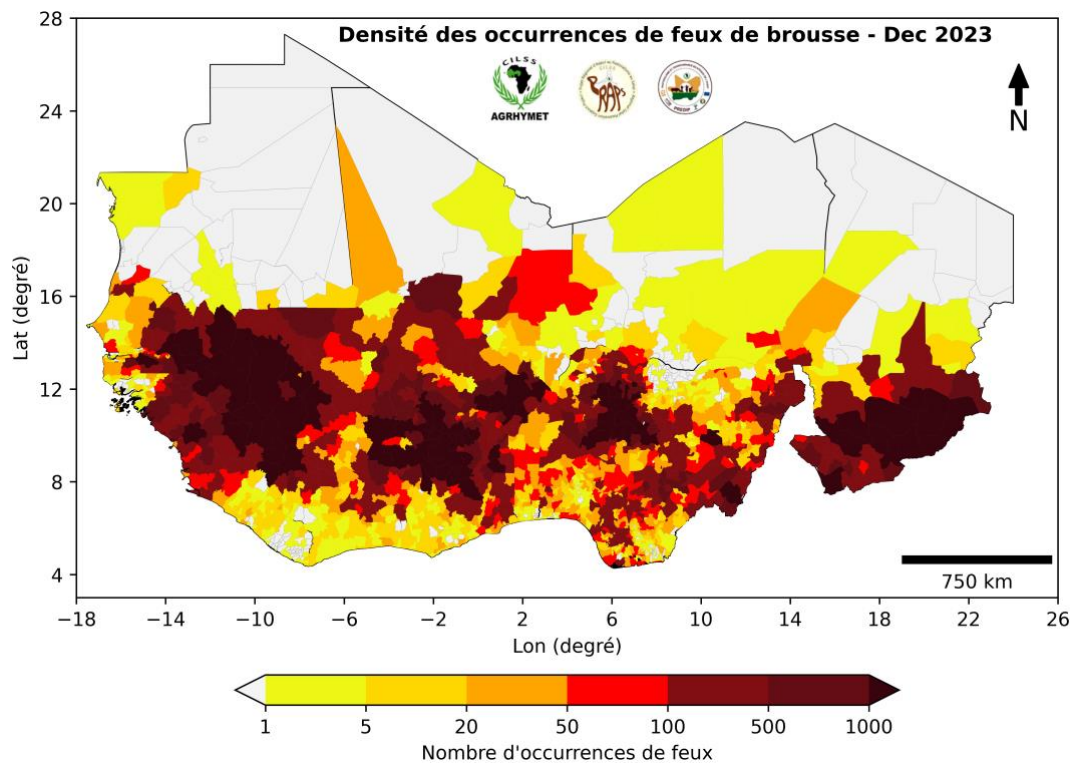 Densité des occurrences de feux de brousse - Dec 2023
CILSS
AGRHYMET
PRAPS
N
28
24
20
16
12
8
4
Lat (degré)
750 km
−18 −14 −10 −6 −2 2 6 10 14 18 22 26
Lon (degré)
1 5 20 50 100 500 1000
Nombre d'occurrences de feux